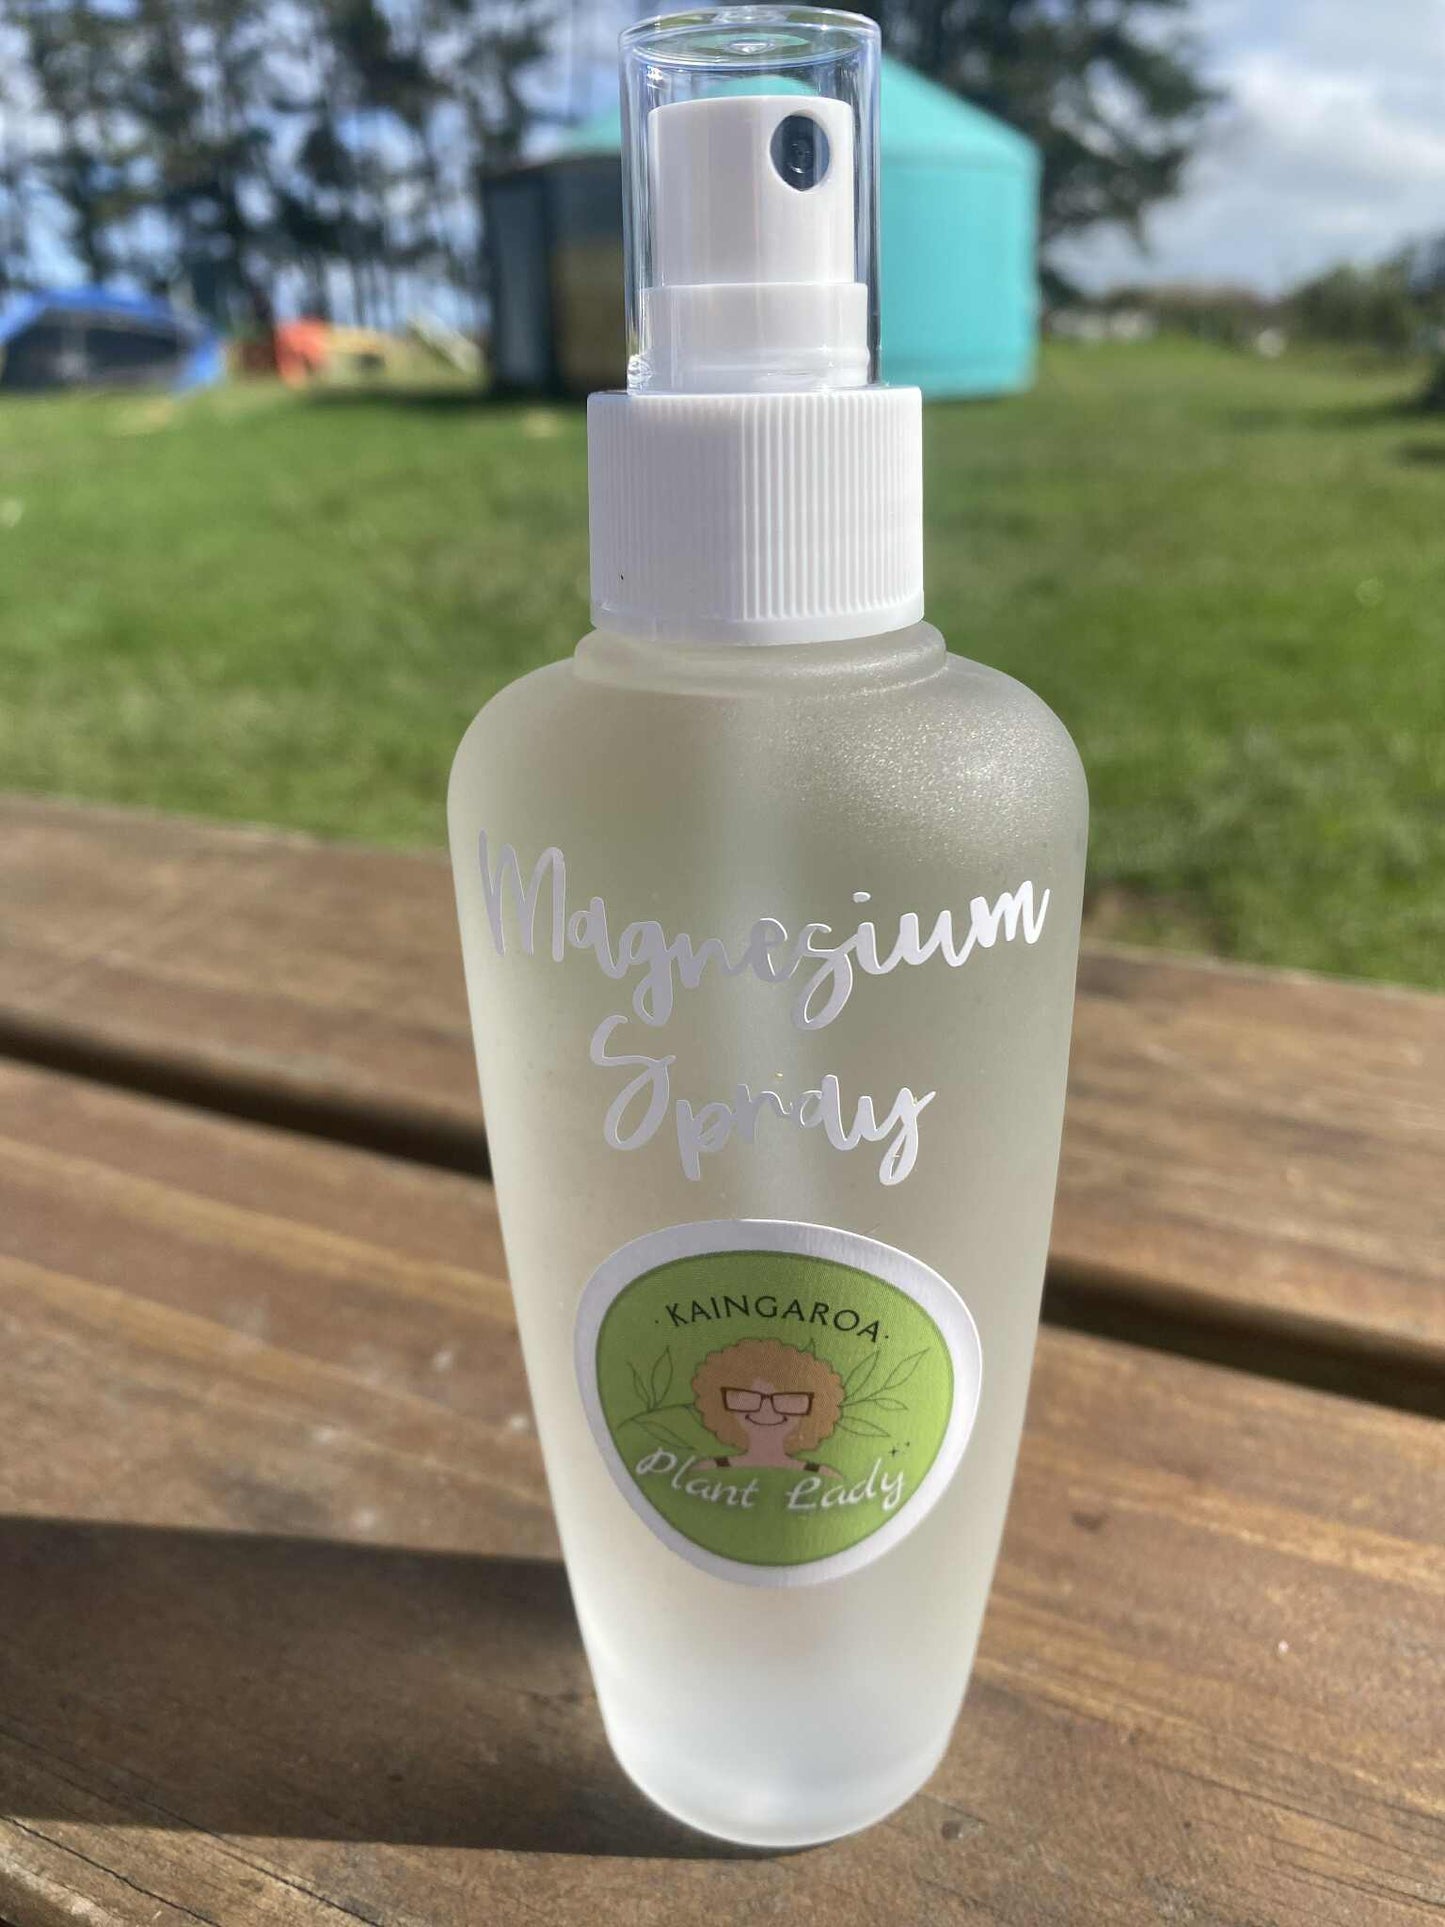 Magnesium
Spray
·KAINGAROA·
Plant Lady